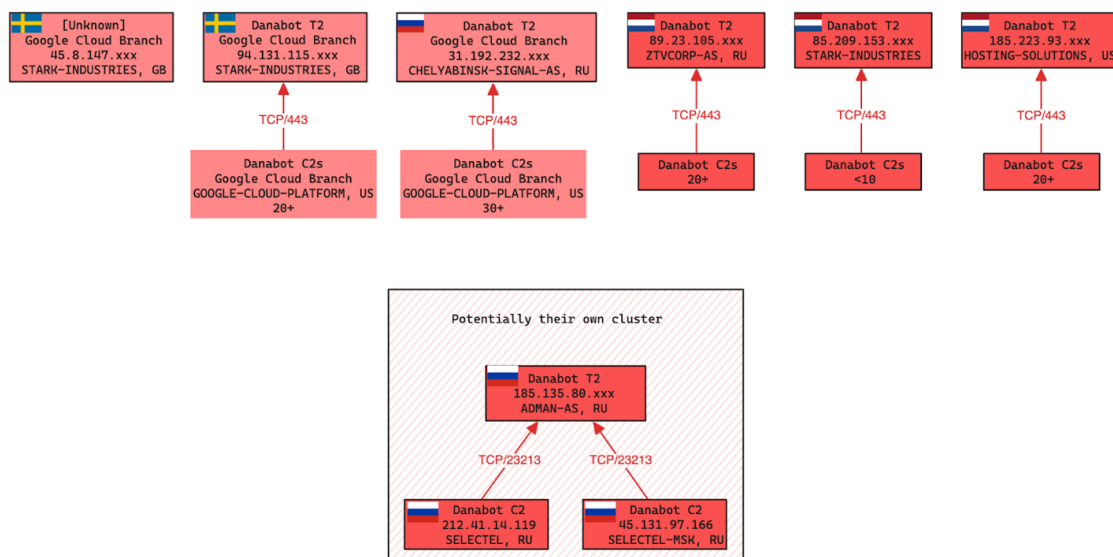 [Unknown]
Google Cloud Branch
45.8.147.xxx
STARK-INDUSTRIES, GB
Danabot T2
Google Cloud Branch
94.131.115.xxx
STARK-INDUSTRIES, GB
Danabot T2
Google Cloud Branch
31.192.232.xxx
CHELYABINSK-SIGNAL-AS, RU
Danabot T2
89.23.105.xxx
ZTVCORP-AS, RU
Danabot T2
85.209.153.xxx
STARK-INDUSTRIES
Danabot T2
185.223.93.xxx
HOSTING-SOLUTIONS, US
TCP/443
TCP/443
TCP/443
TCP/443
TCP/443
Danabot C2s
Google Cloud Branch
GOOGLE-CLOUD-PLATFORM, US
20+
Danabot C2s
Google Cloud Branch
GOOGLE-CLOUD-PLATFORM, US
30+
Danabot C2s
20+
Danabot C2s
<10
Danabot C2s
20+
Potentially their own cluster
Danabot T2
185.135.80.xxx
ADMAN-AS, RU
TCP/23213
TCP/23213
Danabot C2
212.41.14.119
SELECTEL, RU
Danabot C2
45.131.97.166
SELECTEL-MSK, RU